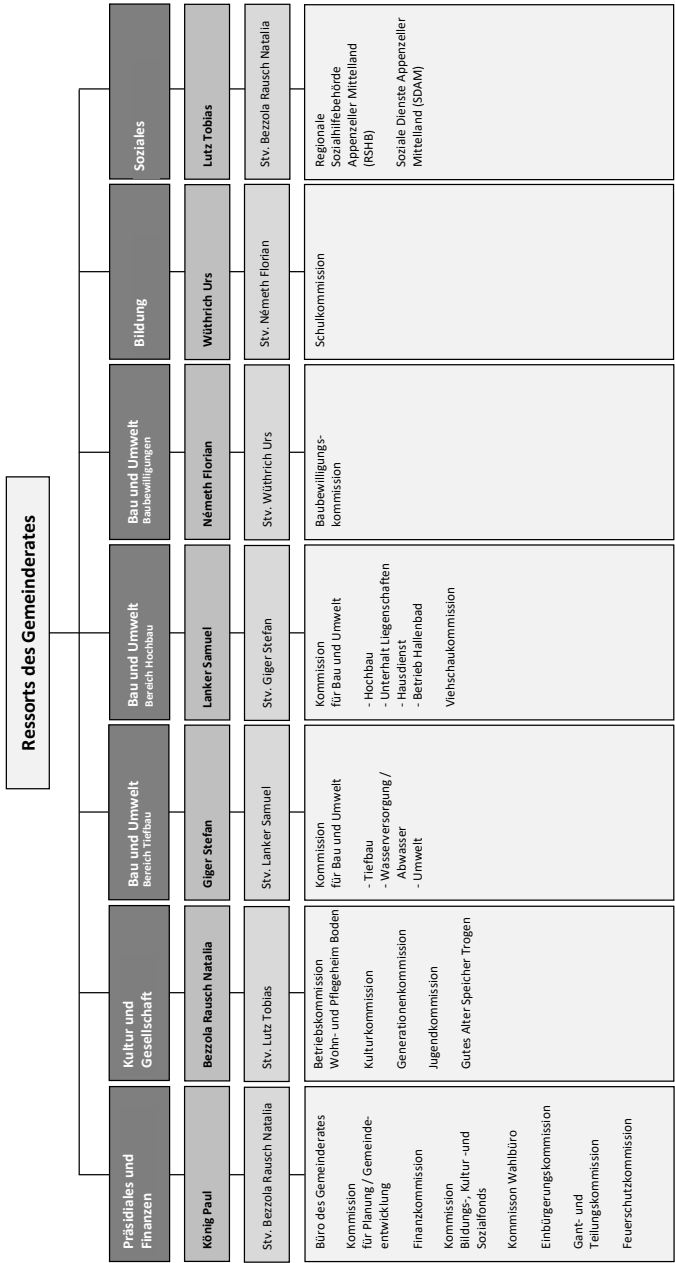 Ressorts des Gemeinderates
Präsidiales und
Finanzen
König Paul
Stv. Bezzola Rausch Natalia
Büro des Gemeinderates
Kommission
für Planung / Gemeinde-
entwicklung
Finanzkommission
Kommission
Bildungs-, Kultur -und
Sozialfonds
Kommisson Wahlbüro
Einbürgerungskommission
Gant- und
Teilungskommission
Feuerschutzkommission
Kultur und
Gesellschaft
Bezzola Rausch Natalia
Stv. Lutz Tobias
Betriebskommission
Wohn- und Pflegeheim Boden
Kulturkommission
Generationenkommission
Jugendkommission
Gutes Alter Speicher Trogen
Bau und Umwelt
Bereich Tiefbau
Giger Stefan
Stv. Lanker Samuel
Kommission
für Bau und Umwelt
- Tiefbau
- Wasserversorgung /
Abwasser
- Umwelt
Bau und Umwelt
Bereich Hochbau
Lanker Samuel
Stv. Giger Stefan
Kommission
für Bau und Umwelt
- Hochbau
- Unterhalt Liegenschaften
- Hausdienst
- Betrieb Hallenbad
Viehschaukommission
Bau und Umwelt
Baubewilligungen
Németh Florian
Stv. Wüthrich Urs
Baubewilligungs-
kommission
Bildung
Wüthrich Urs
Stv. Németh Florian
Schulkommission
Soziales
Lutz Tobias
Stv. Bezzola Rausch Natalia
Regionale
Sozialhilfebehörde
Appenzeller Mittelland
(RSHB)
Soziale Dienste Appenzeller
Mittelland (SDAM)